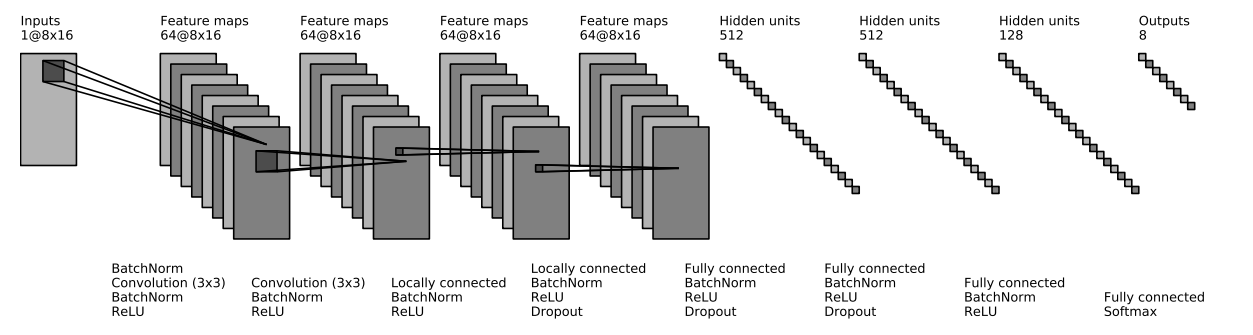 Inputs
1@8x16
Feature maps
64@8x16
Feature maps
64@8x16
Feature maps
64@8x16
Feature maps
64@8x16
Hidden units
512
Hidden units
512
Hidden units
128
Outputs
8
BatchNorm
Convolution (3x3)
BatchNorm
ReLU
Convolution (3x3)
BatchNorm
ReLU
Locally connected
BatchNorm
ReLU
Locally connected
BatchNorm
ReLU
Dropout
Fully connected
BatchNorm
ReLU
Dropout
Fully connected
BatchNorm
ReLU
Dropout
Fully connected
BatchNorm
ReLU
Fully connected
Softmax